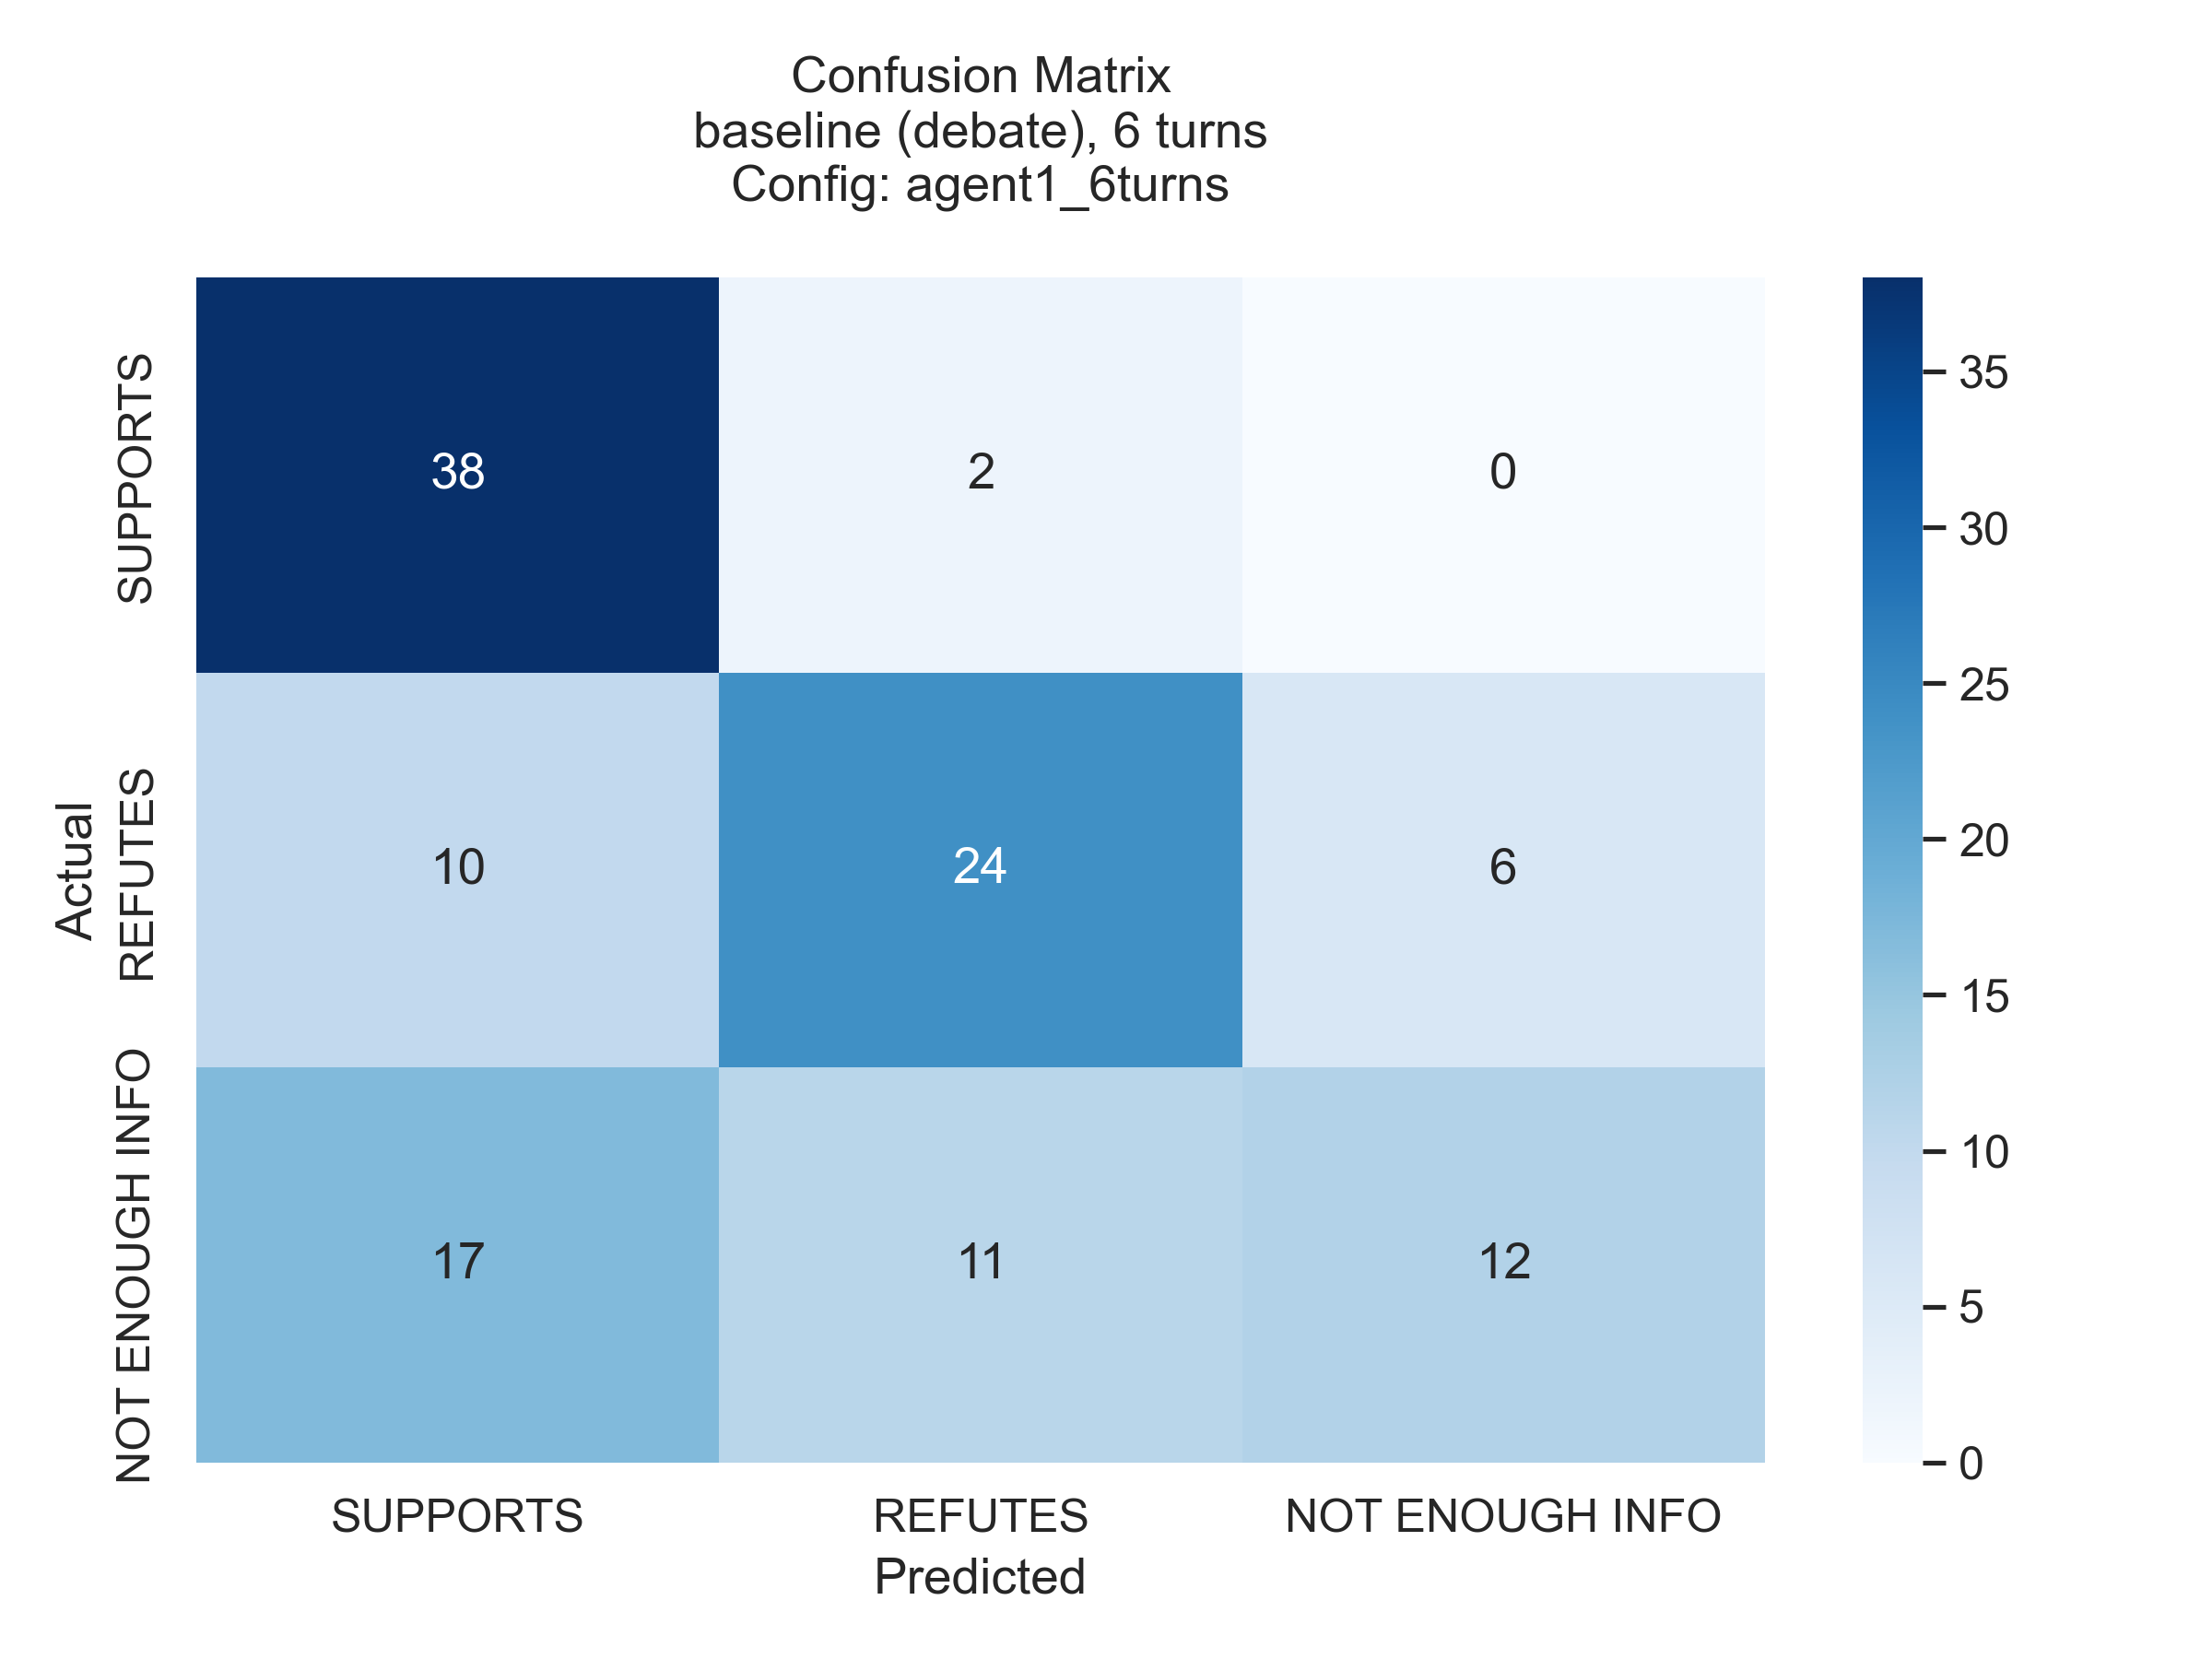 Confusion Matrix
baseline (debate), 6 turns
Config: agent1_6turns
Actual
SUPPORTS
REFUTES
NOT ENOUGH INFO
38 2 0
10 24 6
17 11 12
SUPPORTS REFUTES NOT ENOUGH INFO
Predicted
35
30
25
20
15
10
5
0